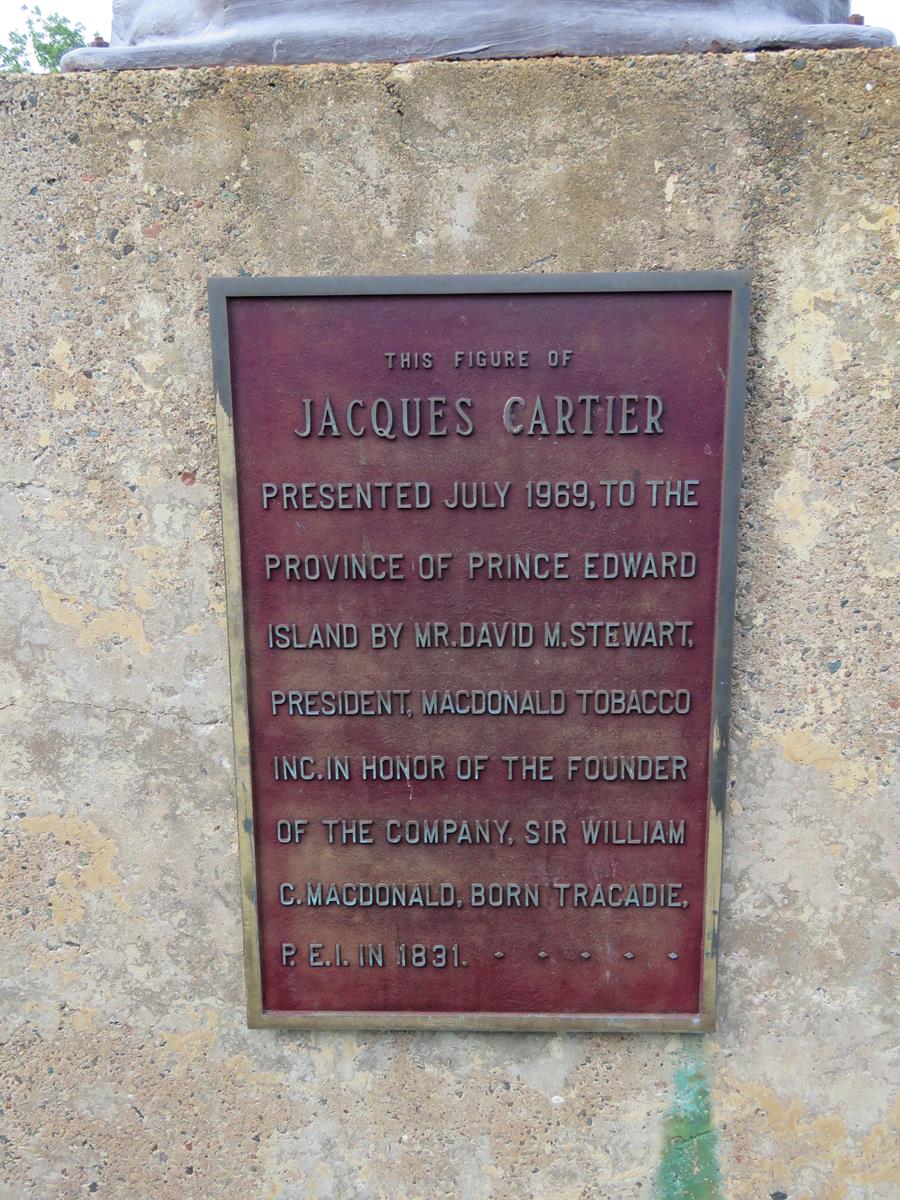 THIS FIGURE OF
JACQUES CARTIER
PRESENTED JULY 1969, TO THE
PROVINCE OF PRINCE EDWARD
ISLAND BY MR. DAVID M. STEWART,
PRESIDENT, MACDONALD TOBACCO
INC. IN HONOR OF THE FOUNDER
OF THE COMPANY, SIR WILLIAM
C. MACDONALD, BORN TRACADIE,
P. E. I. IN 1831.